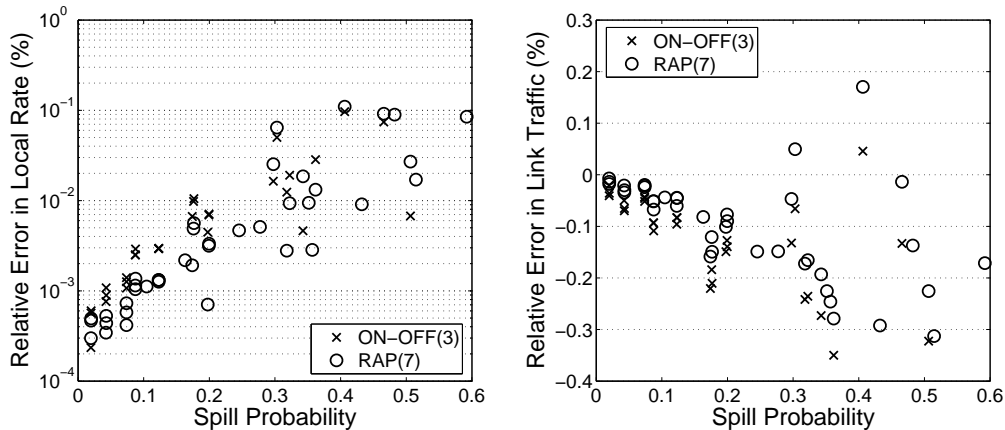 10^0
10^−1
10^−2
10^−3
10^−4
Relative Error in Local Rate (%)
0 0.1 0.2 0.3 0.4 0.5 0.6
Spill Probability
ON−OFF(3)
RAP(7)
0.3
0.2
0.1
0
−0.1
−0.2
−0.3
−0.4
Relative Error in Link Traffic (%)
0 0.1 0.2 0.3 0.4 0.5 0.6
Spill Probability
ON−OFF(3)
RAP(7)